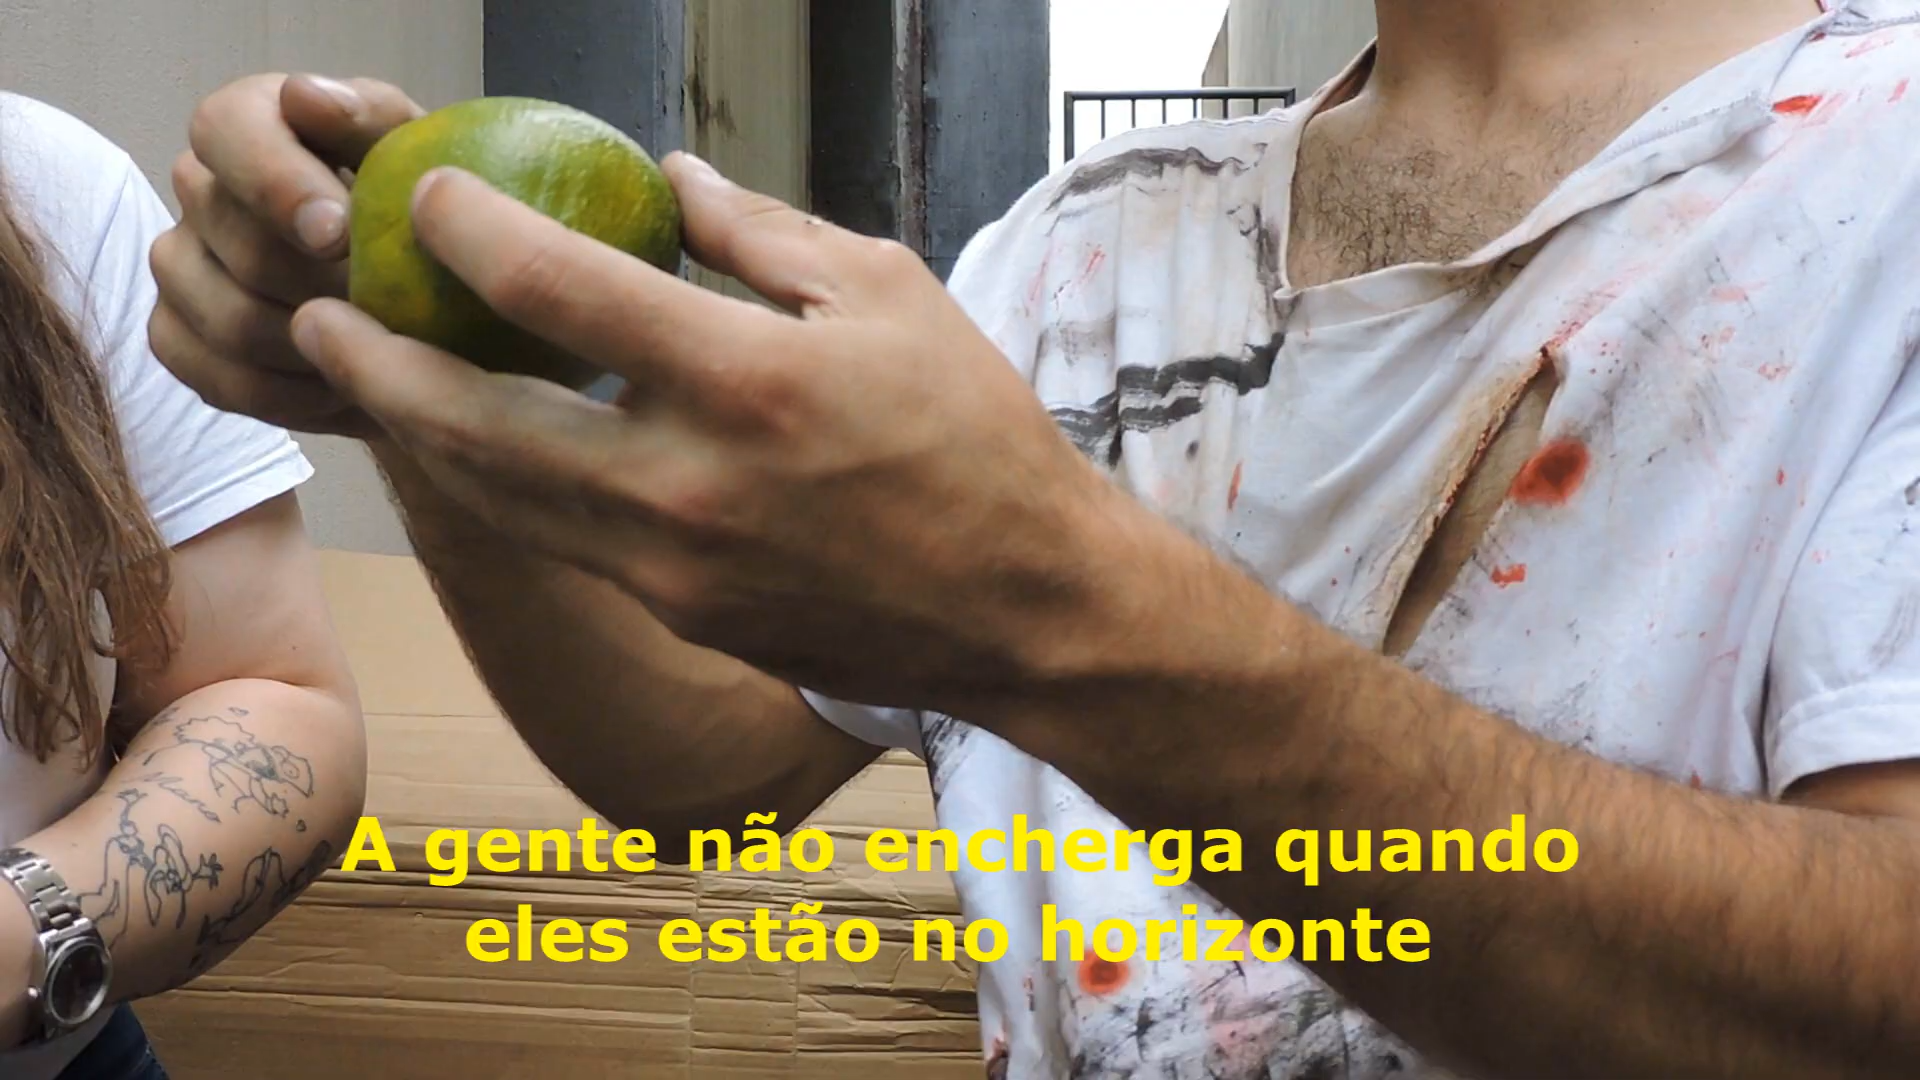 A gente não encherga quando
eles estão no horizonte